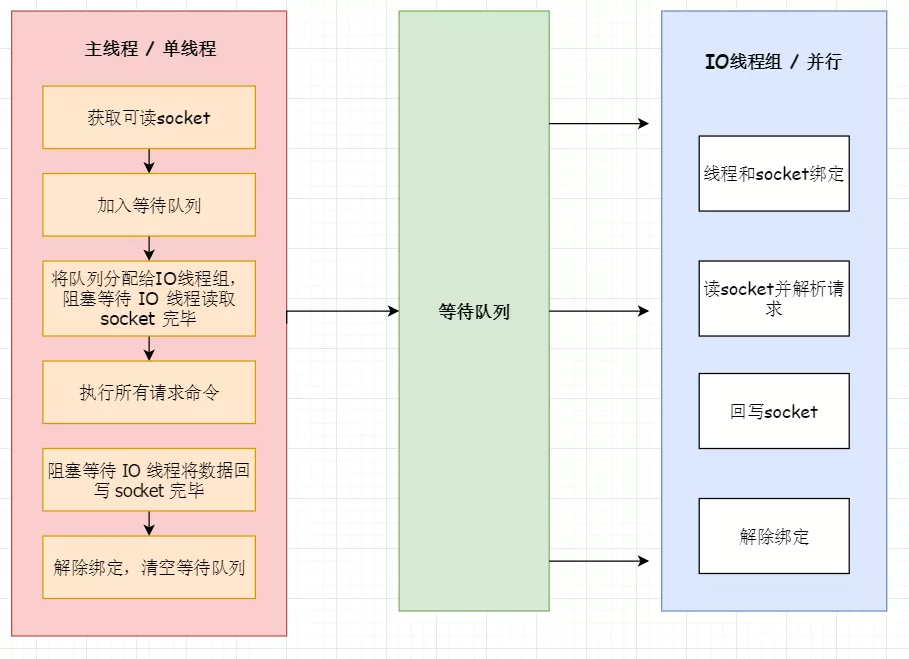 主线程 / 单线程
获取可读socket
加入等待队列
将队列分配给IO线程组，
阻塞等待 IO 线程读取
socket 完毕
执行所有请求命令
阻塞等待 IO 线程将数据回
写 socket 完毕
解除绑定，清空等待队列
等待队列
IO线程组 / 并行
线程和socket绑定
读socket并解析请
求
回写socket
解除绑定